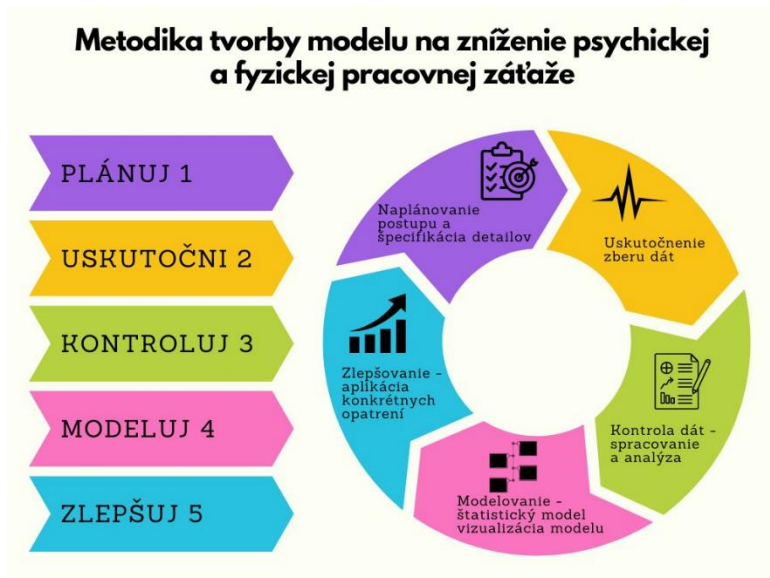 Metodika tvorby modelu na zníženie psychickej
a fyzickej pracovnej záťaže
PLÁNUJ 1
USKUTOČNI 2
KONTROLUJ 3
MODELUJ 4
ZLEPŠUJ 5
Naplánovanie
postupu a
špecifikácia detailov
Uskutočnenie
zberu dát
Kontrola dát -
spracovanie
a analýza
Modelovanie -
štatistický model
vizualizácia modelu
Zlepšovanie -
aplikácia
konkrétnych
opatrení